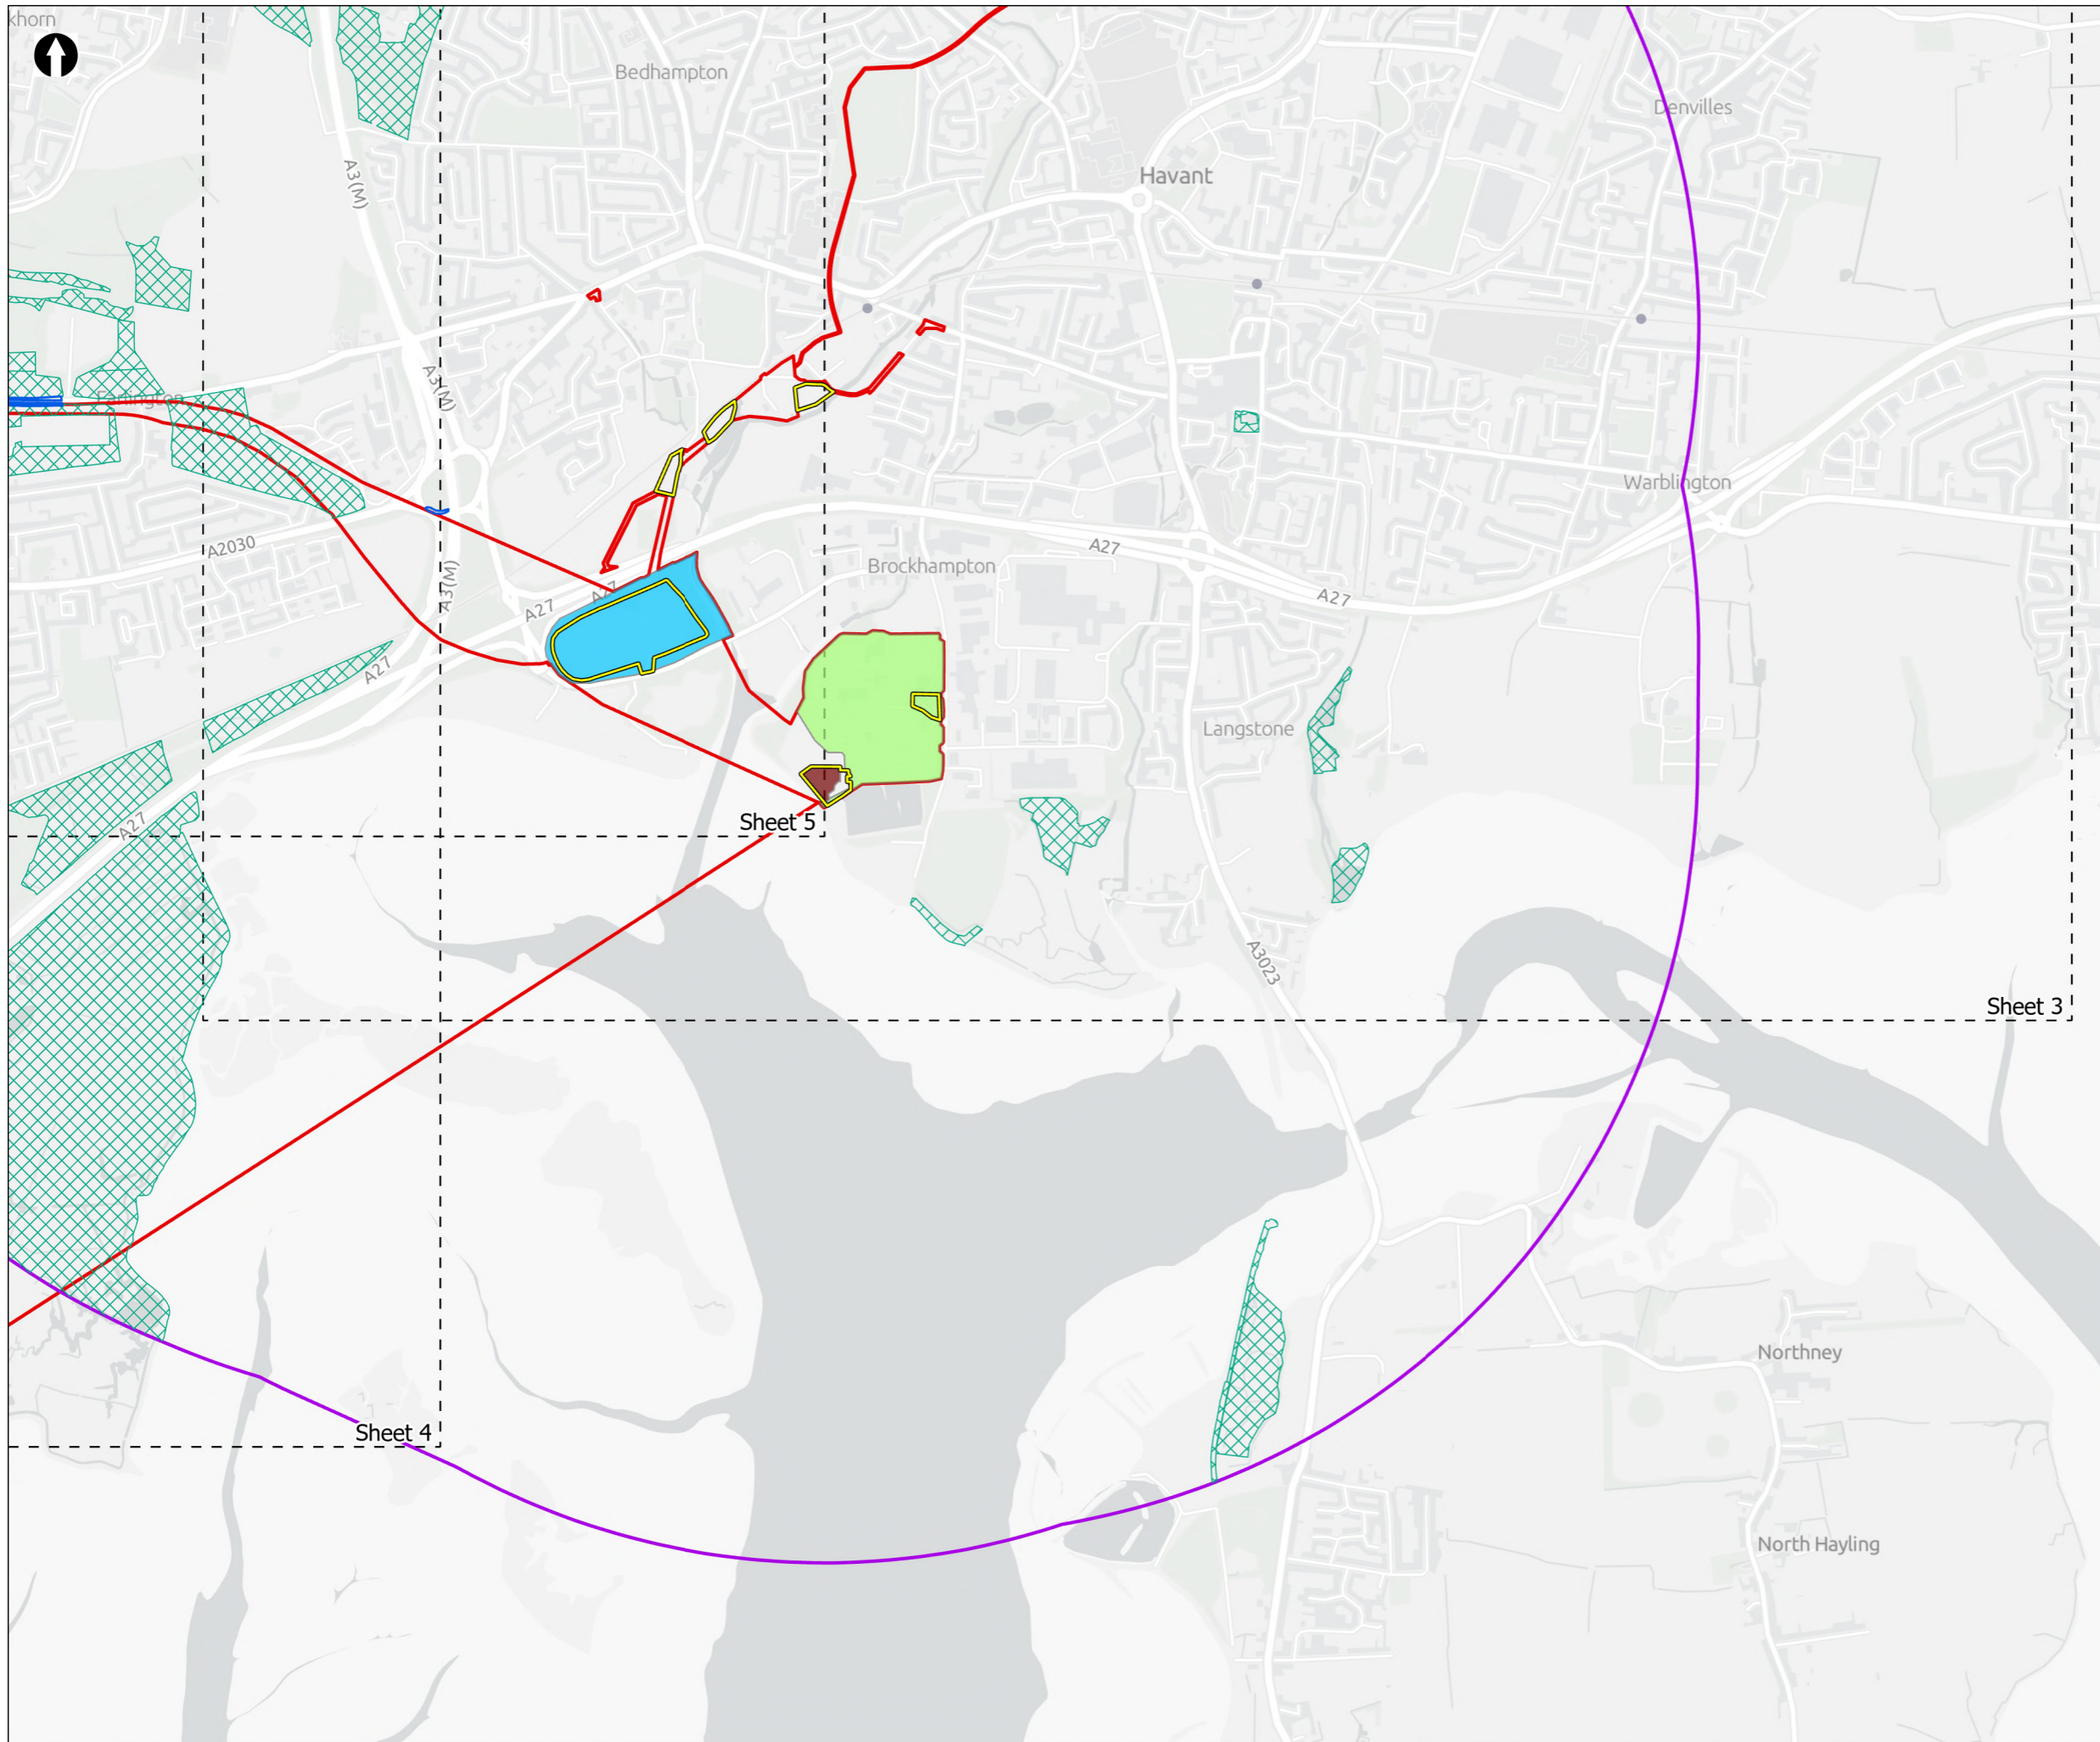 khorn
Bedhampton
Denvilles
A3(M)
Havant
A3(M)
Farlington
Warblington
A2030
A27
A3(M)
A27
A27
Brockhampton
A27
A27
Langstone
Sheet 5
A27
A3023
Sheet 3
Northney
Sheet 4
North Hayling